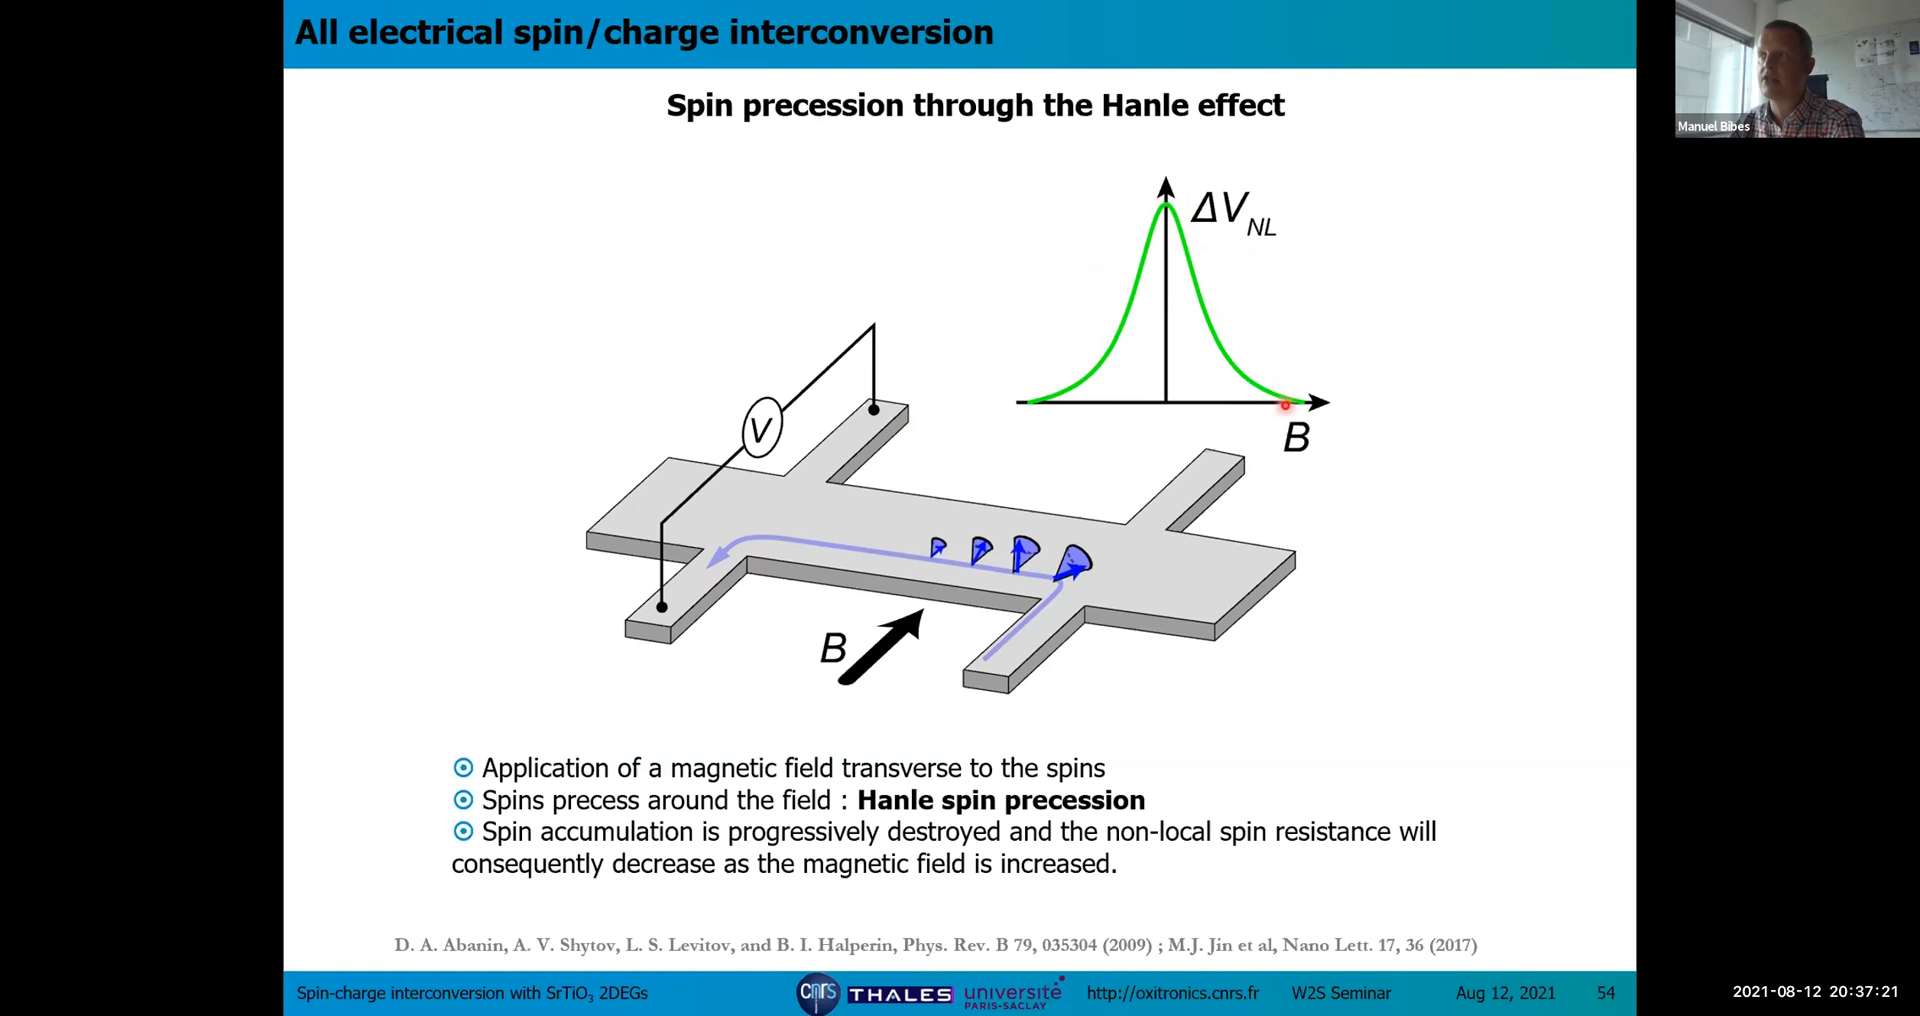 All electrical spin/charge interconversion
Manuel Bibes
Spin precession through the Hanle effect
ΔV_NL
B
V
B
Application of a magnetic field transverse to the spins
Spins precess around the field : Hanle spin precession
Spin accumulation is progressively destroyed and the non-local spin resistance will
consequently decrease as the magnetic field is increased.
D. A. Abanin, A. V. Shytov, L. S. Levitov, and B. I. Halperin, Phys. Rev. B 79, 035304 (2009) ; M.J. Jin et al, Nano Lett. 17, 36 (2017)
Spin-charge interconversion with SrTiO₃ 2DEGs
cnrs
THALES
université
PARIS-SACLAY
http://oxitronics.cnrs.fr
W2S Seminar
Aug 12, 2021
54
2021-08-12 20:37:21